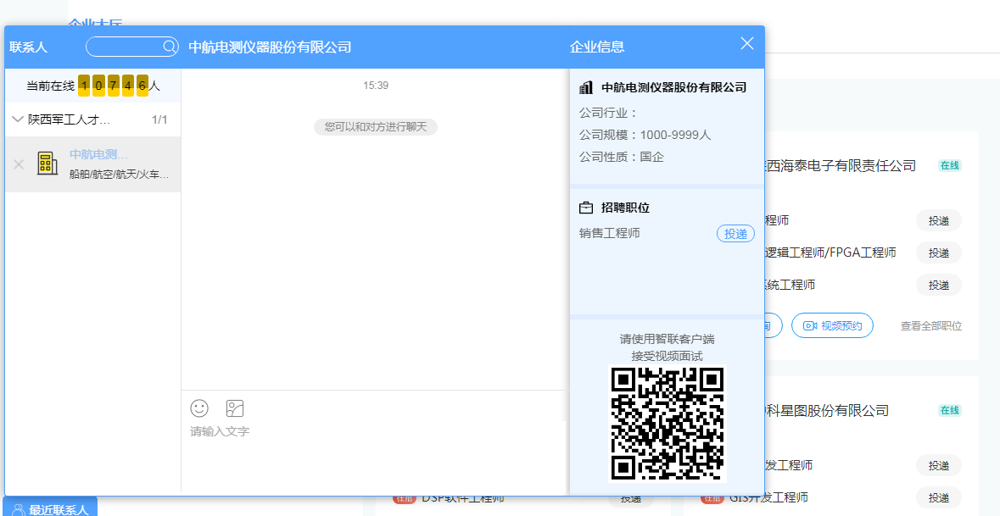 企业大厅
联系人
中航电测仪器股份有限公司
企业信息
当前在线 10746人
陕西军工人才...
1/1
中航电测...
船舶/航空/航天/火车...
15:39
您可以和对方进行聊天
请输入文字
中航电测仪器股份有限公司
公司行业：
公司规模：1000-9999人
公司性质：国企
招聘职位
销售工程师
投递
请使用智联客户端
接受视频面试
西海泰电子有限责任公司
在线
程师
投递
逻辑工程师/FPGA工程师
投递
统工程师
投递
询
视频预约
查看全部职位
科星图股份有限公司
在线
发工程师
投递
GIS开发工程师
投递
DSP软件工程师
投递
最近联系人